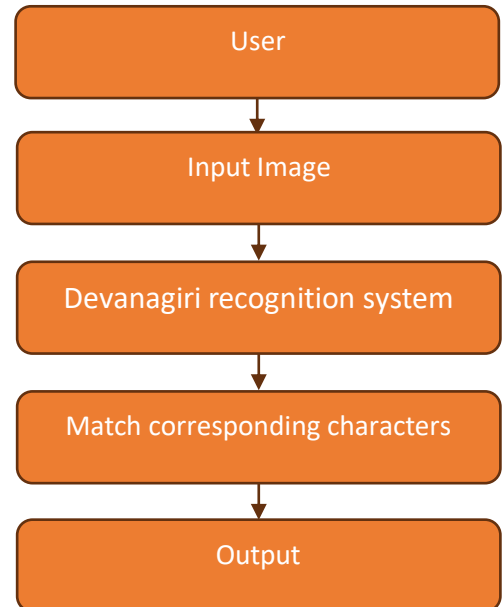 User
Input Image
Devanagiri recognition system
Match corresponding characters
Output